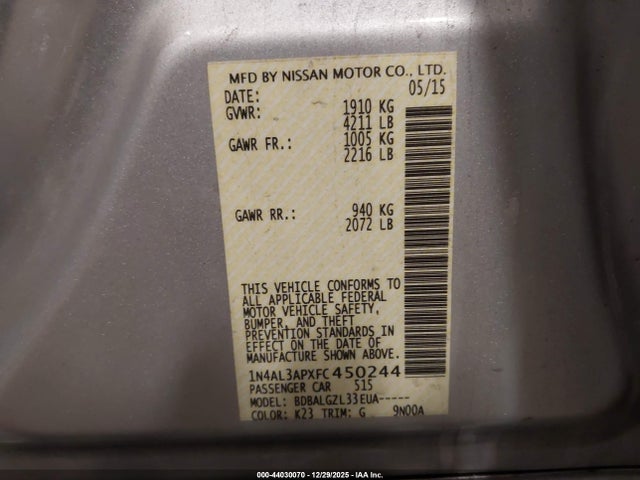 MFD BY NISSAN MOTOR CO., LTD.
DATE: 05/15
GVWR: 1910 KG
4211 LB
GAWR FR.: 1005 KG
2216 LB
GAWR RR.: 940 KG
2072 LB
THIS VEHICLE CONFORMS TO
ALL APPLICABLE FEDERAL
MOTOR VEHICLE SAFETY,
BUMPER, AND THEFT
PREVENTION STANDARDS IN
EFFECT ON THE DATE OF
MANUFACTURE SHOWN ABOVE.
1N4AL3APXFC450244
PASSENGER CAR 515
MODEL: BDBALGZL33EUA-----
COLOR: K23 TRIM: G 9N00A
000-44030070 | 12/29/2025 | IAA Inc.